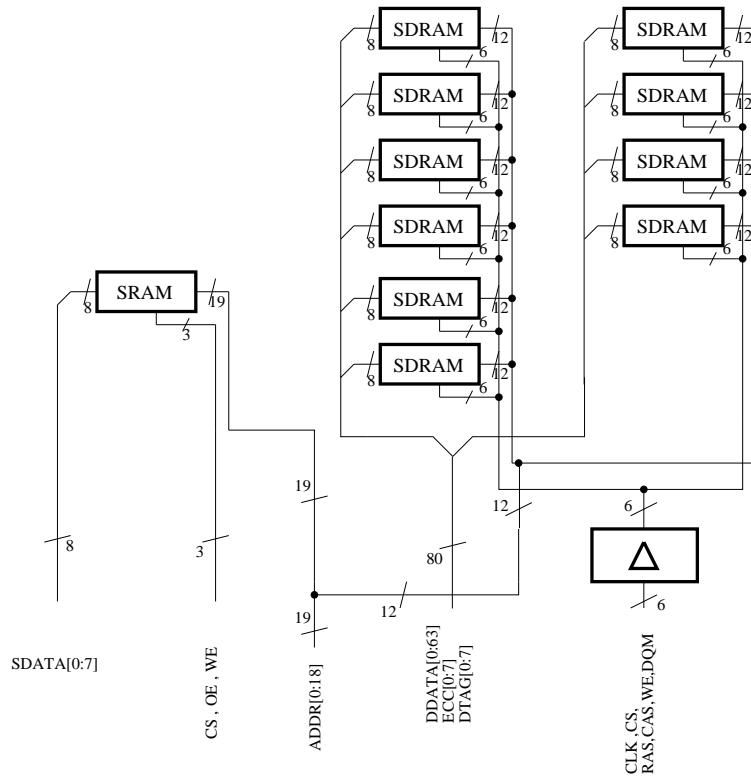 8 SDRAM 12 8 SDRAM 12
6 6
8 SDRAM 12 8 SDRAM 12
6 6
8 SDRAM 12 8 SDRAM 12
6 6
8 SDRAM 12 8 SDRAM 12
6 6
8 SRAM 19
3
8 SDRAM 12
6
8 SDRAM 12
6
19
12
6
8
3
80
12
6
19
SDATA[0:7]
CS , OE , WE
ADDR[0:18]
DDATA[0:63]
ECC[0:7]
DTAG[0:7]
CLK ,CS,
RAS,CAS,WE,DQM